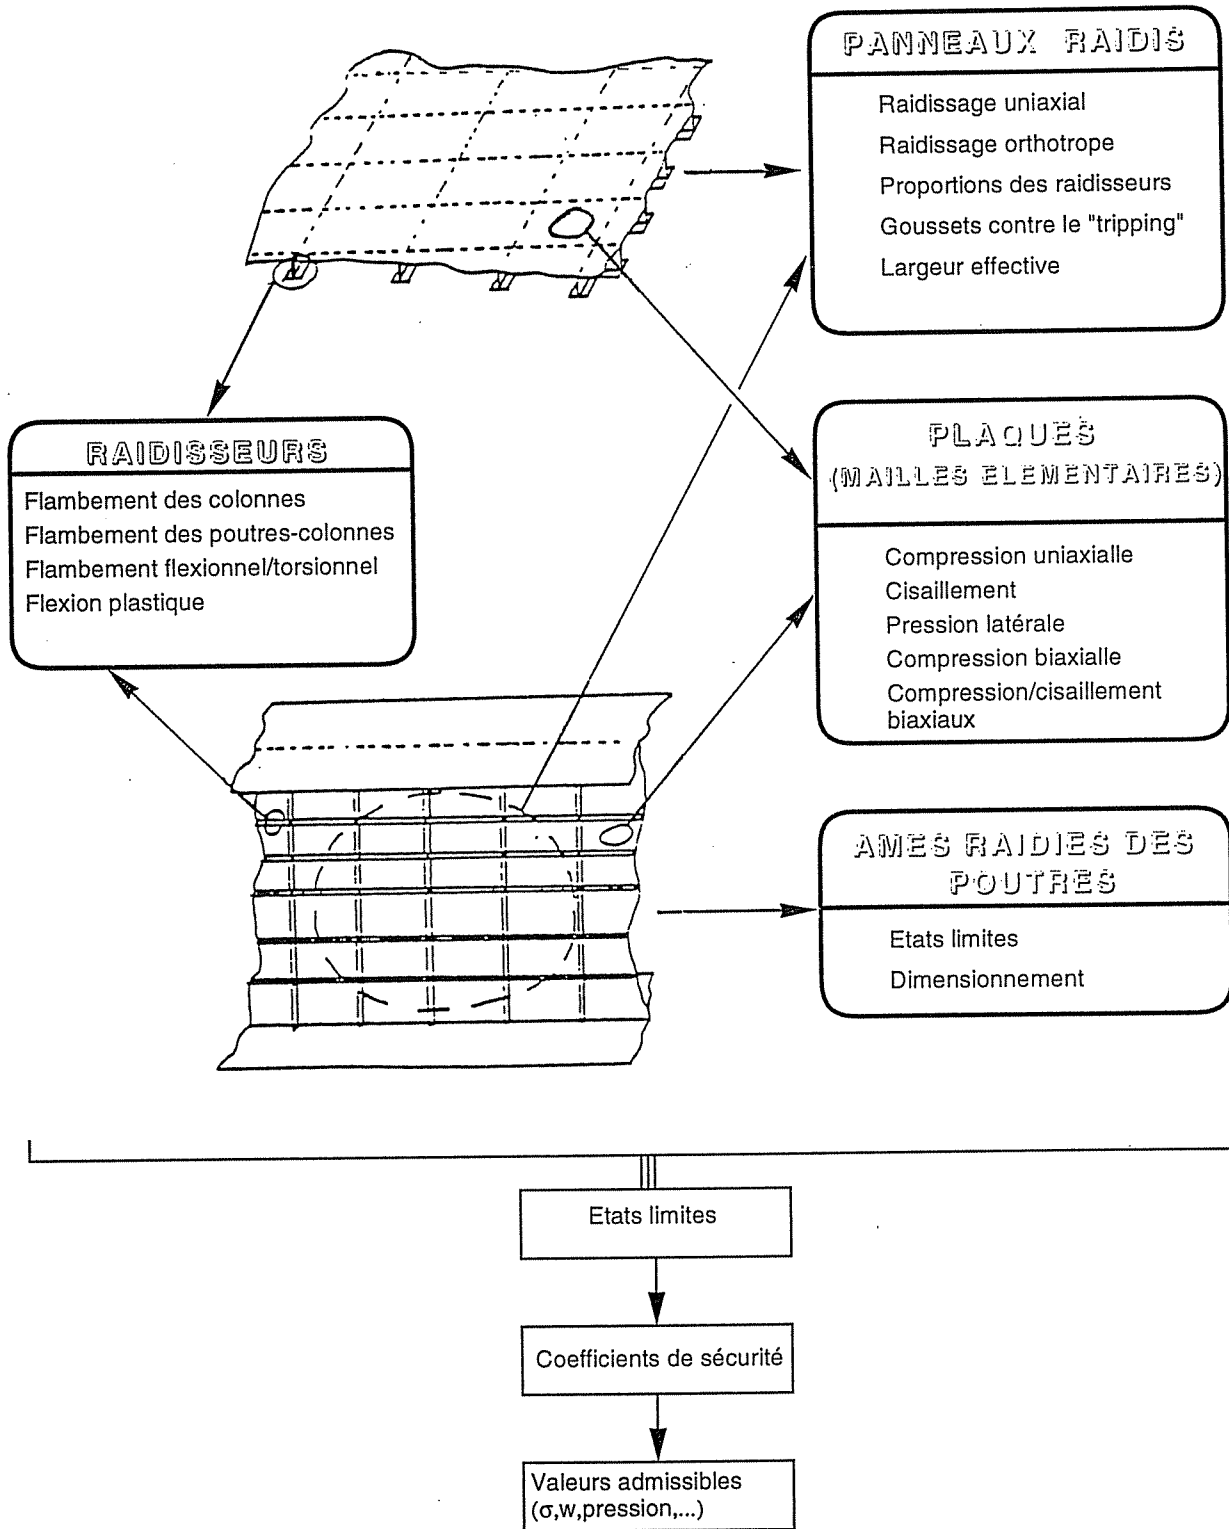 PANNEAUX RAIDIS
Raidissage uniaxial
Raidissage orthotrope
Proportions des raidisseurs
Goussets contre le "tripping"
Largeur effective
RAIDISSEURS
Flambement des colonnes
Flambement des poutres-colonnes
Flambement flexionnel/torsionnel
Flexion plastique
PLAQUES
(MAILLES ELEMENTAIRES)
Compression uniaxialle
Cisaillement
Pression latérale
Compression biaxialle
Compression/cisaillement
biaxiaux
AMES RAIDIES DES
POUTRES
Etats limites
Dimensionnement
Etats limites
Coefficients de sécurité
Valeurs admissibles
(σ,w,pression,...)